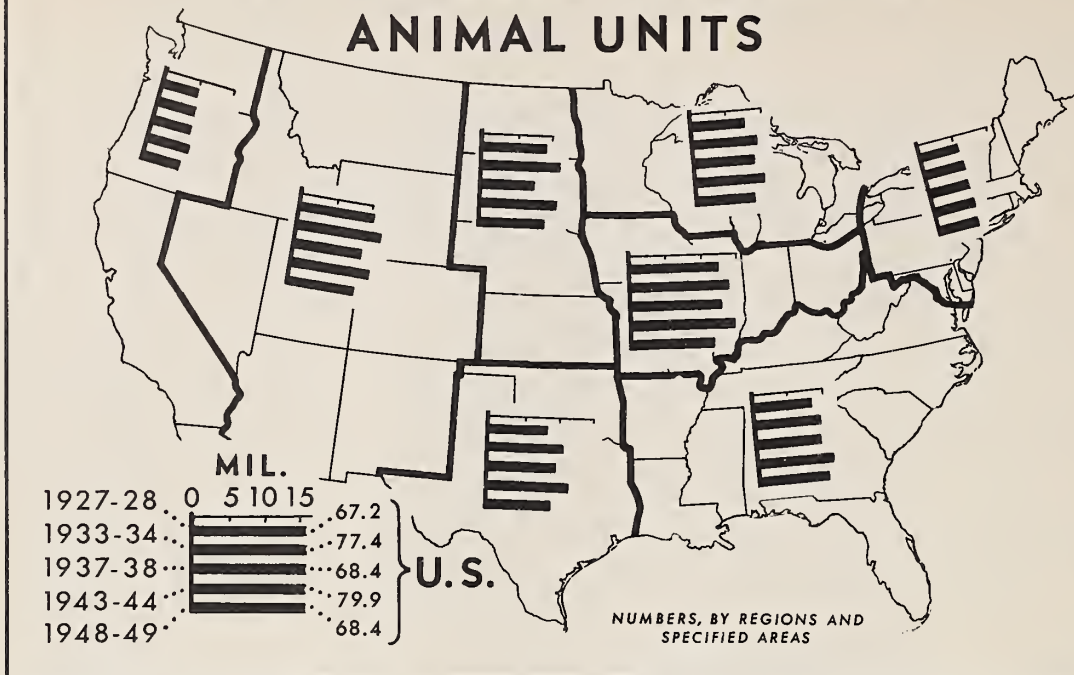 ANIMAL UNITS
MIL.
0 5 10 15
1927-28
1933-34
1937-38
1943-44
1948-49
67.2
77.4
68.4
79.9
68.4
U.S.
NUMBERS, BY REGIONS AND
SPECIFIED AREAS